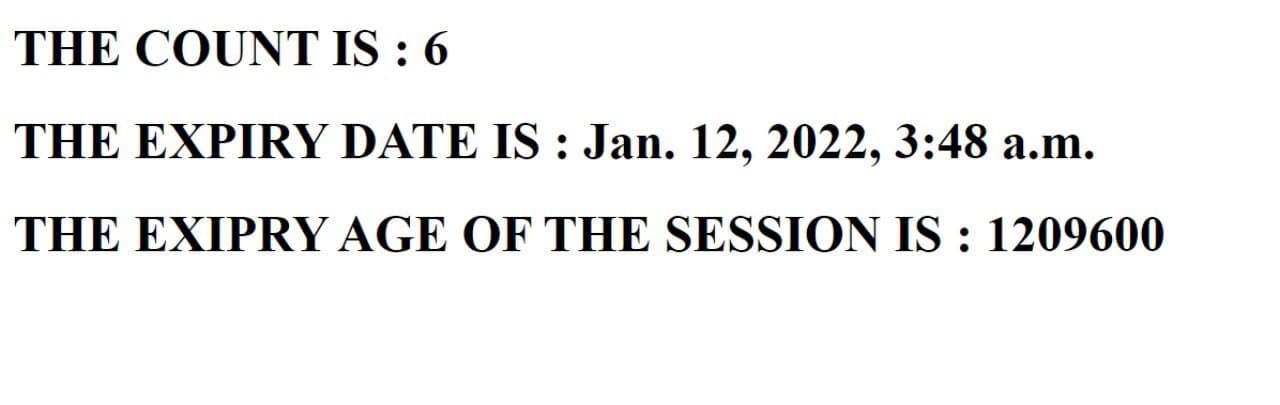 THE COUNT IS : 6
THE EXPIRY DATE IS : Jan. 12, 2022, 3:48 a.m.
THE EXIPRY AGE OF THE SESSION IS : 1209600